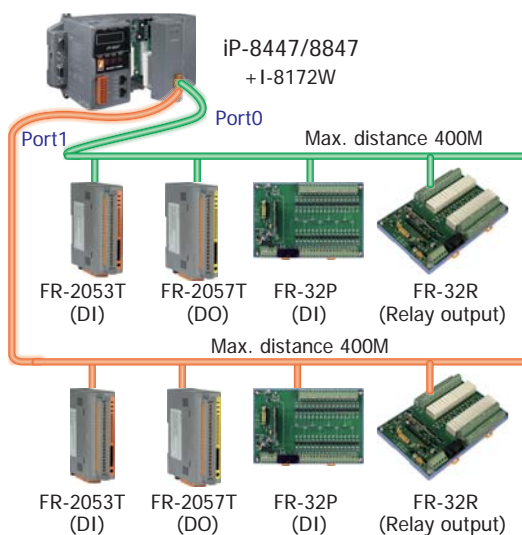 iP-8447/8847
+I-8172W
Port0
Port1
Max. distance 400M
FR-2053T
(DI)
FR-2057T
(DO)
FR-32P
(DI)
FR-32R
(Relay output)
Max. distance 400M
FR-2053T
(DI)
FR-2057T
(DO)
FR-32P
(DI)
FR-32R
(Relay output)